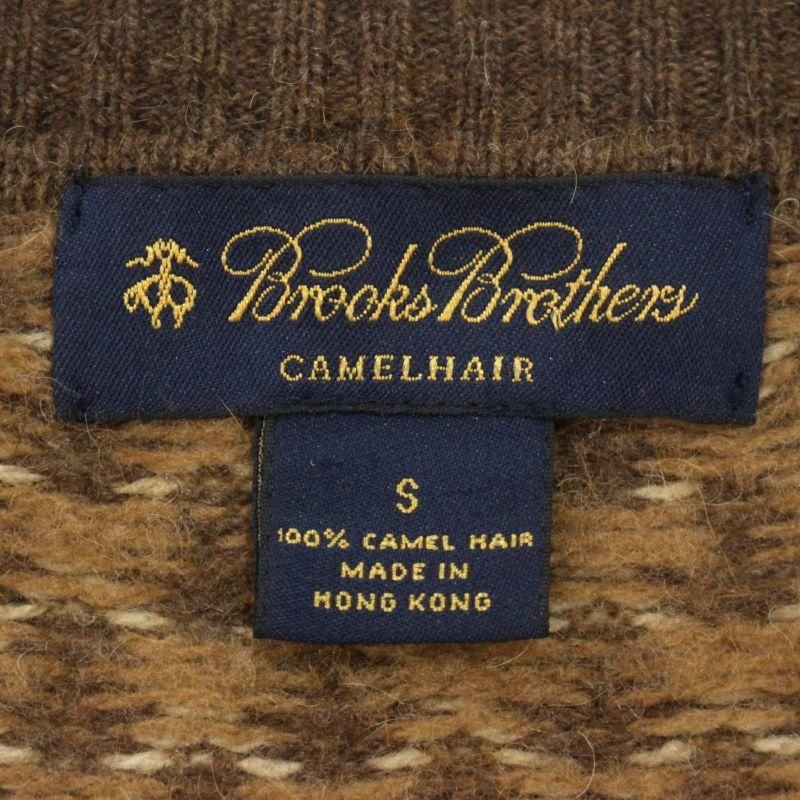 Brooks Brothers
CAMELHAIR
S
100% CAMEL HAIR
MADE IN
HONG KONG